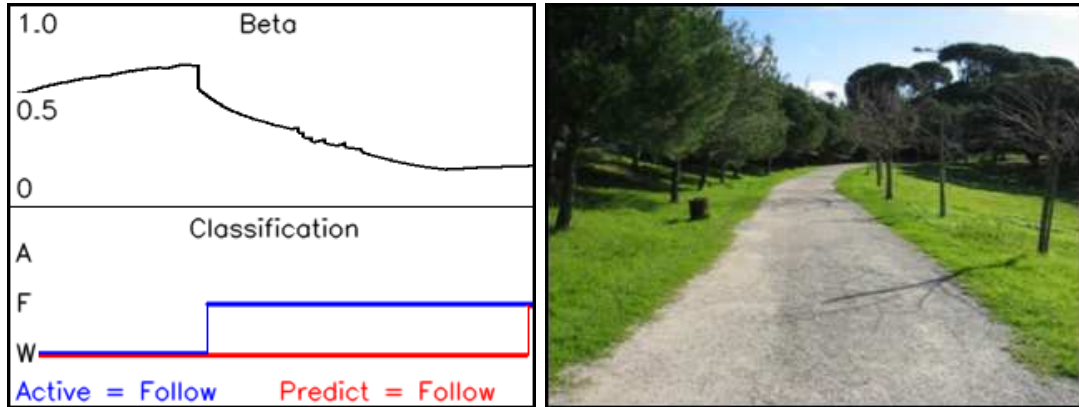 1.0 Beta
0.5
0
Classification
A
F
W
Active = Follow Predict = Follow